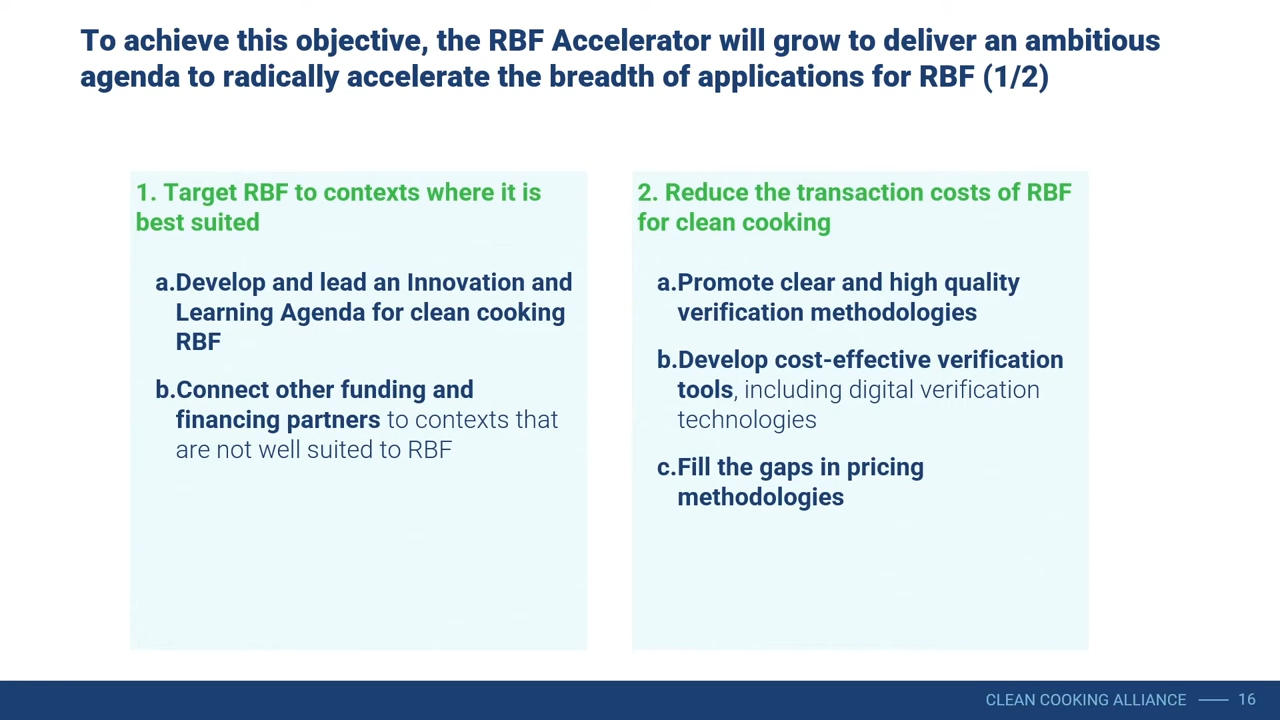 To achieve this objective, the RBF Accelerator will grow to deliver an ambitious
agenda to radically accelerate the breadth of applications for RBF (1/2)
1. Target RBF to contexts where it is
best suited
a.Develop and lead an Innovation and
Learning Agenda for clean cooking
RBF
b.Connect other funding and
financing partners to contexts that
are not well suited to RBF
2. Reduce the transaction costs of RBF
for clean cooking
a.Promote clear and high quality
verification methodologies
b.Develop cost-effective verification
tools, including digital verification
technologies
c.Fill the gaps in pricing
methodologies
CLEAN COOKING ALLIANCE 16